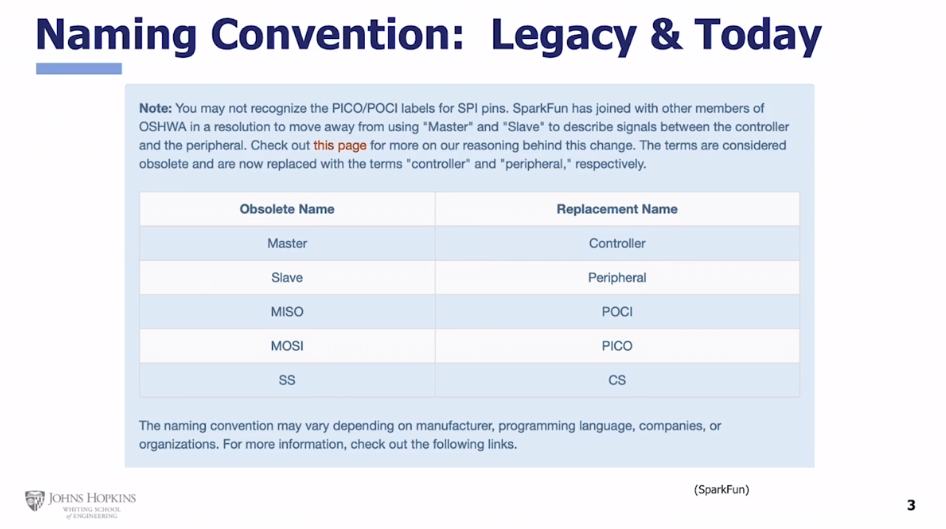 Naming Convention:  Legacy & Today
Note: You may not recognize the PICO/POCI labels for SPI pins. SparkFun has joined with other members of
OSHWA in a resolution to move away from using "Master" and "Slave" to describe signals between the controller
and the peripheral. Check out this page for more on our reasoning behind this change. The terms are considered
obsolete and are now replaced with the terms "controller" and "peripheral," respectively.
Obsolete Name Replacement Name
Master Controller
Slave Peripheral
MISO POCI
MOSI PICO
SS CS
The naming convention may vary depending on manufacturer, programming language, companies, or
organizations. For more information, check out the following links.
(SparkFun)
JOHNS HOPKINS
WHITING SCHOOL
of ENGINEERING
3